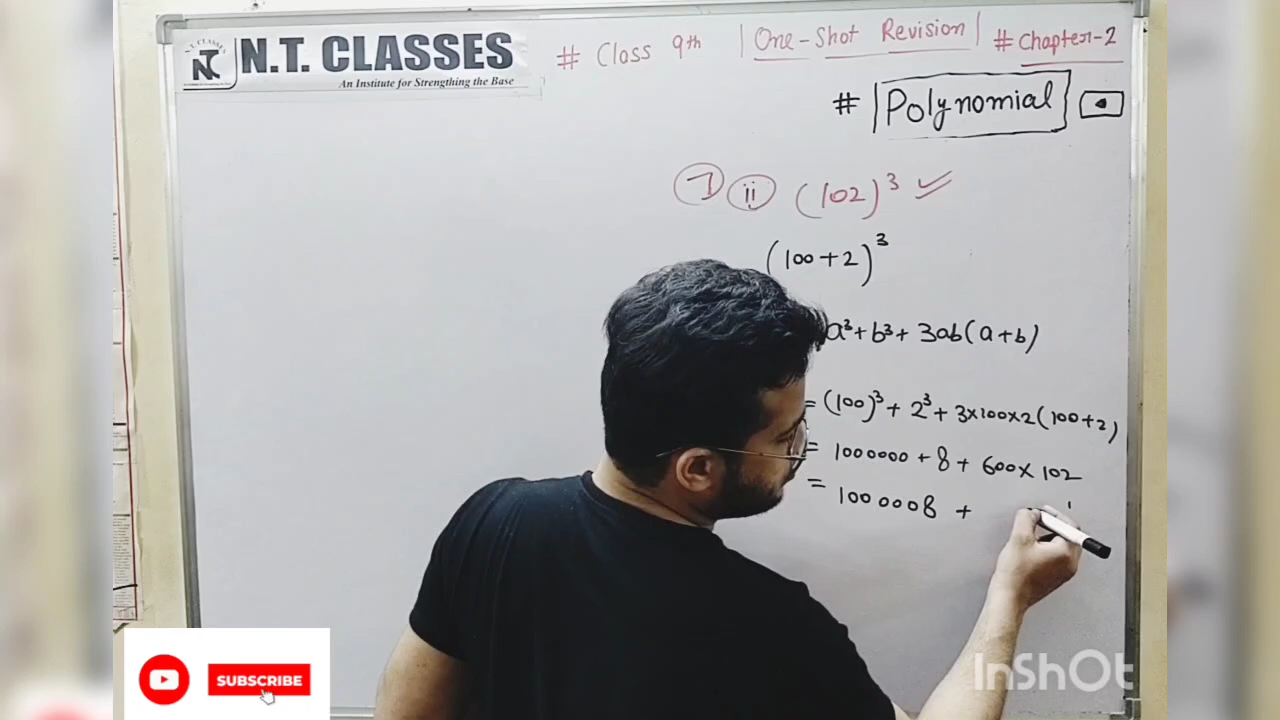 N.T. CLASSES
An Institute for Strengthening the Base
# Class 9th | One-Shot Revision | # Chapter-2
# | Polynomial |
7 ii (102)³
(100+2)³
a³+b³+3ab(a+b)
= (100)³ + 2³ + 3×100×2(100+2)
= 1000000 + 8 + 600×102
= 1000008 +
SUBSCRIBE
InShOt